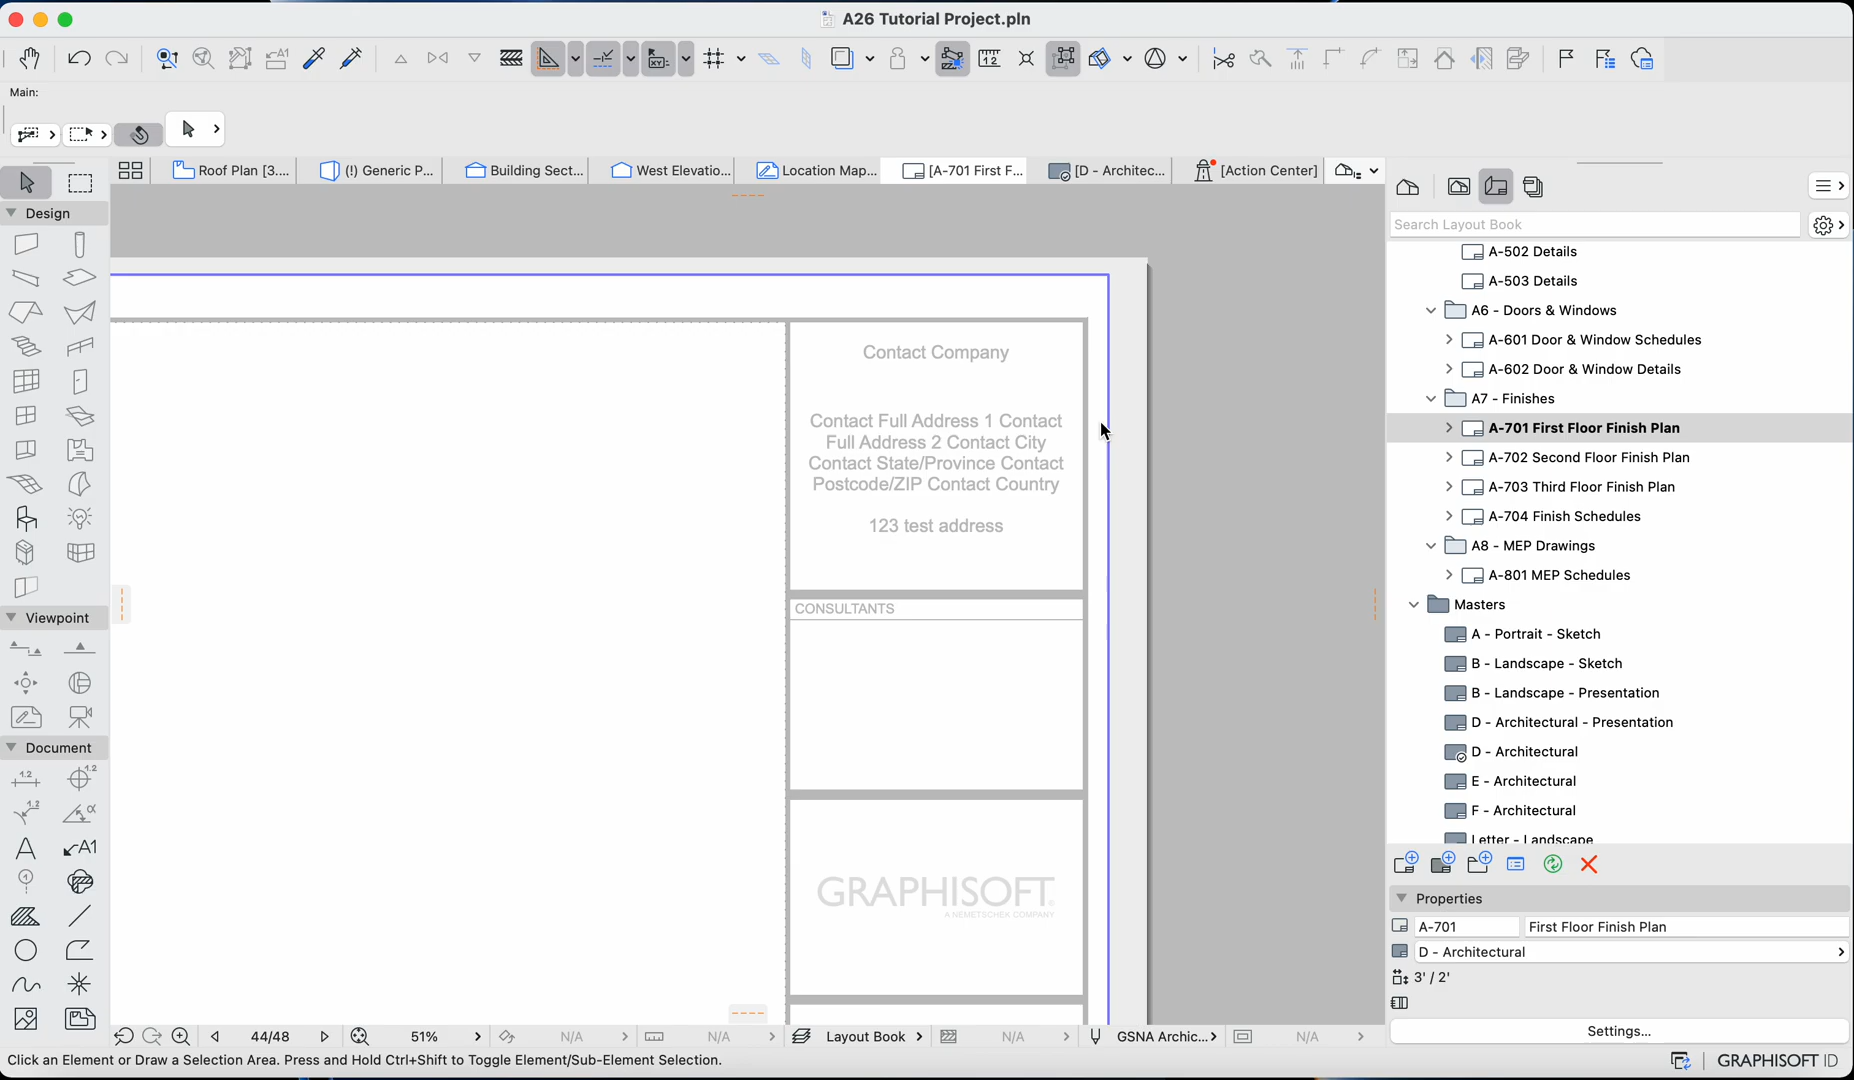 A26 Tutorial Project.pln
Main:
Roof Plan [3....
(!) Generic P...
Building Sect...
West Elevatio...
Location Map...
[A-701 First F...
[D - Architec...
[Action Center]
Design
Viewpoint
Document
Search Layout Book
A-502 Details
A-503 Details
A6 - Doors & Windows
A-601 Door & Window Schedules
A-602 Door & Window Details
A7 - Finishes
A-701 First Floor Finish Plan
A-702 Second Floor Finish Plan
A-703 Third Floor Finish Plan
A-704 Finish Schedules
A8 - MEP Drawings
A-801 MEP Schedules
Masters
A - Portrait - Sketch
B - Landscape - Sketch
B - Landscape - Presentation
D - Architectural - Presentation
D - Architectural
E - Architectural
F - Architectural
Letter - Landscape
Contact Company
Contact Full Address 1 Contact
Full Address 2 Contact City
Contact State/Province Contact
Postcode/ZIP Contact Country
123 test address
CONSULTANTS
GRAPHISOFT
A NEMETSCHEK COMPANY
Properties
A-701
First Floor Finish Plan
D - Architectural
3' / 2'
Settings...
44/48
51%
N/A
N/A
Layout Book
N/A
GSNA Archic...
N/A
Click an Element or Draw a Selection Area. Press and Hold Ctrl+Shift to Toggle Element/Sub-Element Selection.
GRAPHISOFT ID